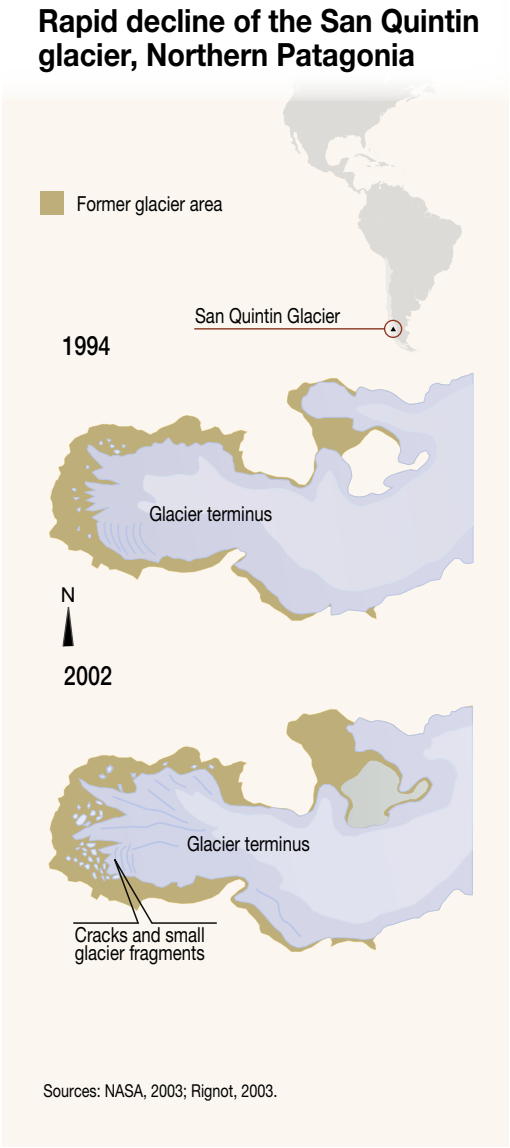 Rapid decline of the San Quintin
glacier, Northern Patagonia
Former glacier area
San Quintin Glacier
1994
Glacier terminus
N
2002
Glacier terminus
Cracks and small
glacier fragments
Sources: NASA, 2003; Rignot, 2003.